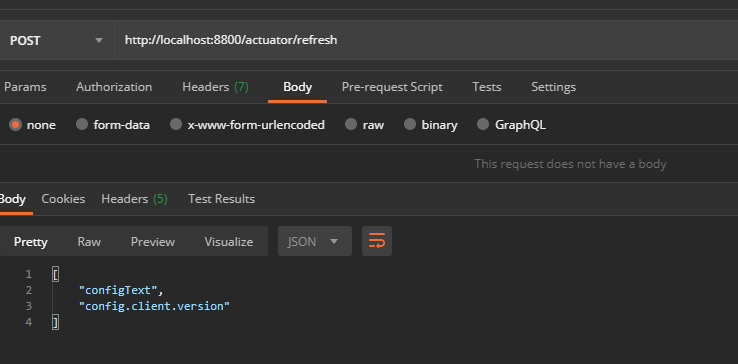 POST http://localhost:8800/actuator/refresh
Params Authorization Headers (7) Body Pre-request Script Tests Settings
none form-data x-www-form-urlencoded raw binary GraphQL
This request does not have a body
Body Cookies Headers (5) Test Results
Pretty Raw Preview Visualize JSON
1 [
2 "configText",
3 "config.client.version"
4 ]